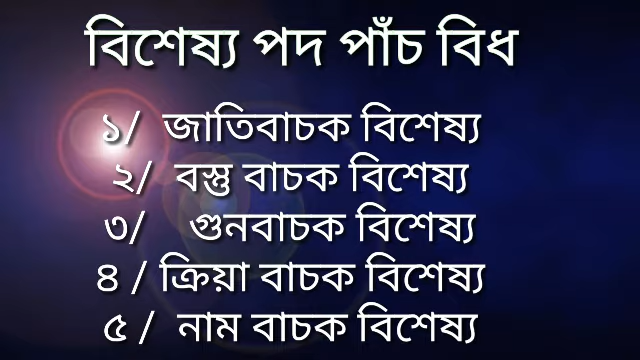 বিশেষ্য পদ পাঁচ বিধ
১/ জাতিবাচক বিশেষ্য
২/ বস্তু বাচক বিশেষ্য
৩/ গুনবাচক বিশেষ্য
৪ / ক্রিয়া বাচক বিশেষ্য
৫ / নাম বাচক বিশেষ্য